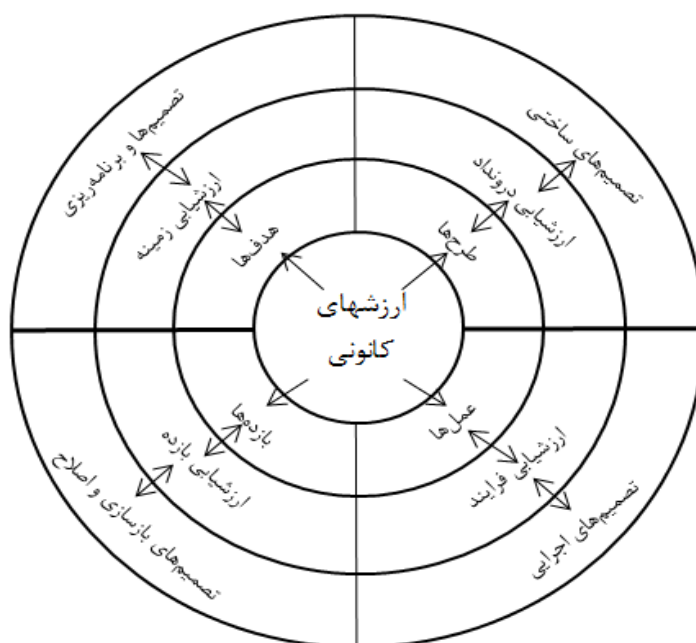 تصمیم‌های ساختی
ارزشیابی درونداد
طرح‌ها
تصمیم‌ها و برنامه‌ریزی
ارزشیابی زمینه
هدف‌ها
ارزشهای
کانونی
عمل‌ها
ارزشیابی فرایند
تصمیم‌های اجرایی
بازده‌ها
ارزشیابی بازده
تصمیم‌های بازسازی و اصلاح